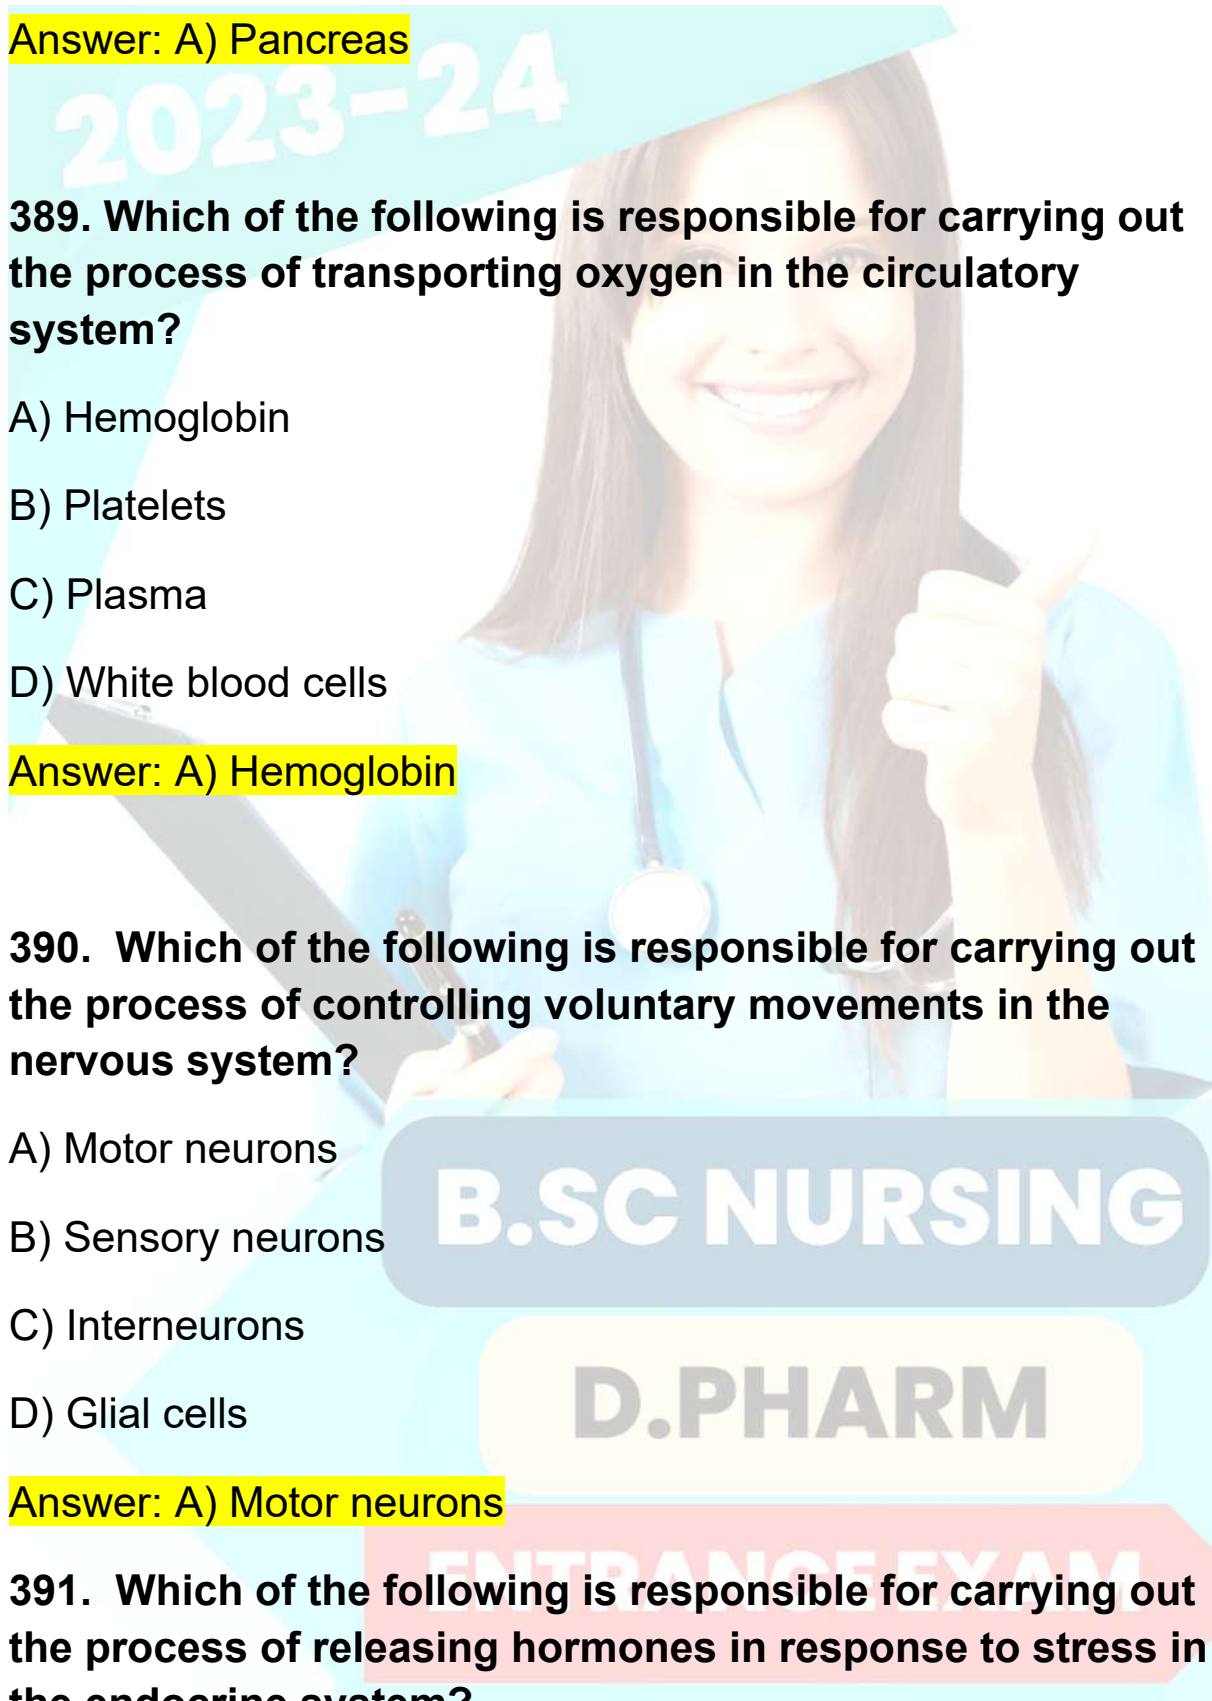 Answer: A) Pancreas
2023-24
389. Which of the following is responsible for carrying out
the process of transporting oxygen in the circulatory
system?
A) Hemoglobin
B) Platelets
C) Plasma
D) White blood cells
Answer: A) Hemoglobin
390. Which of the following is responsible for carrying out
the process of controlling voluntary movements in the
nervous system?
A) Motor neurons
B.SC NURSING
B) Sensory neurons
C) Interneurons
D.PHARM
D) Glial cells
Answer: A) Motor neurons
ENTRANCE EXAM
391. Which of the following is responsible for carrying out
the process of releasing hormones in response to stress in
the endocrine system?